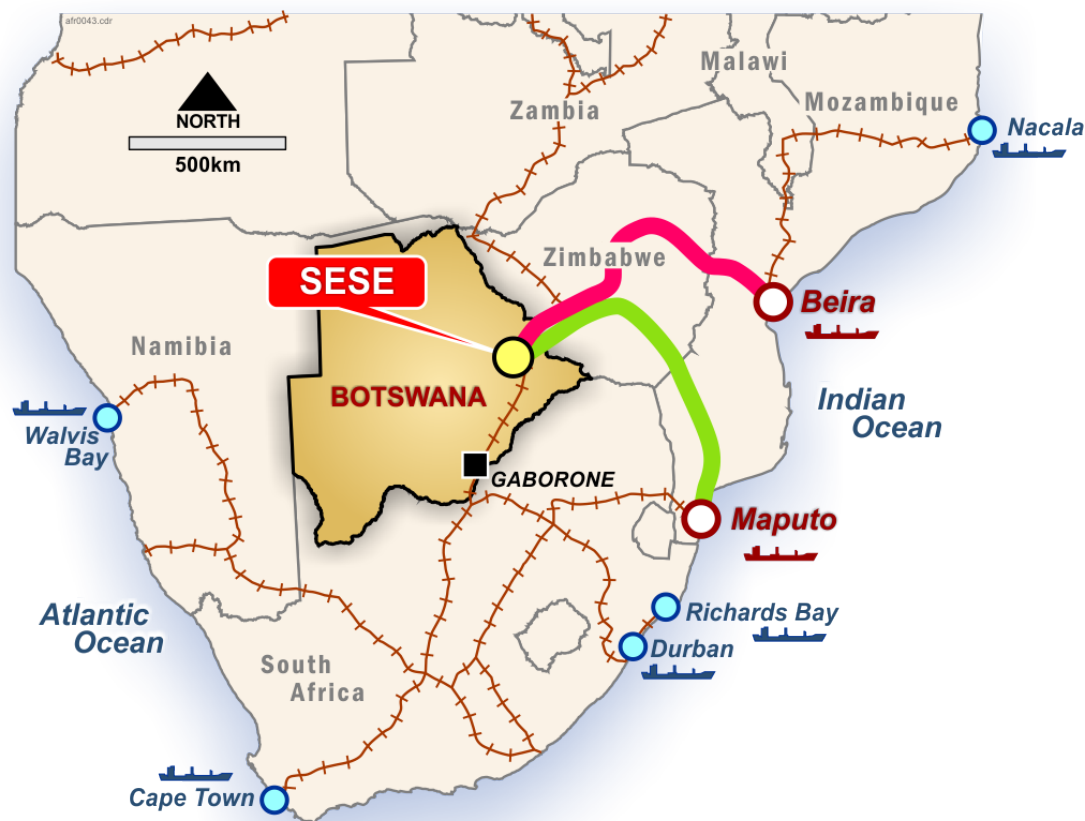 afr0043.cdr
NORTH
500km
Malawi
Zambia
Mozambique
Nacala
Zimbabwe
SESE
Beira
Namibia
BOTSWANA
Indian
Ocean
Walvis
Bay
GABORONE
Maputo
Atlantic
Ocean
Richards Bay
Durban
South
Africa
Cape Town